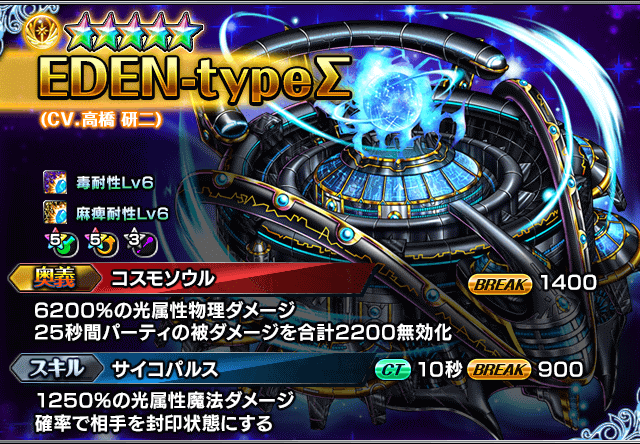 EDEN-typeΣ
(CV.高橋 研二)
毒耐性Lv6
麻痺耐性Lv6
5 5 3
奥義 コスモソウル BREAK 1400
6200%の光属性物理ダメージ
25秒間パーティの被ダメージを合計2200無効化
スキル サイコパルス CT 10秒 BREAK 900
1250%の光属性魔法ダメージ
確率で相手を封印状態にする